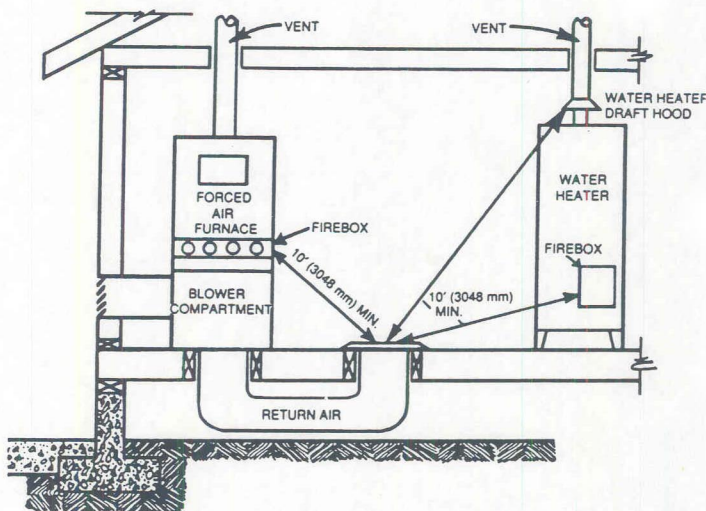 VENT
VENT
WATER HEATER
DRAFT HOOD
FORCED
AIR
FURNACE
FIREBOX
WATER
HEATER
FIREBOX
10' (3048 mm) MIN.
BLOWER
COMPARTMENT
10' (3048 mm)
MIN.
RETURN AIR